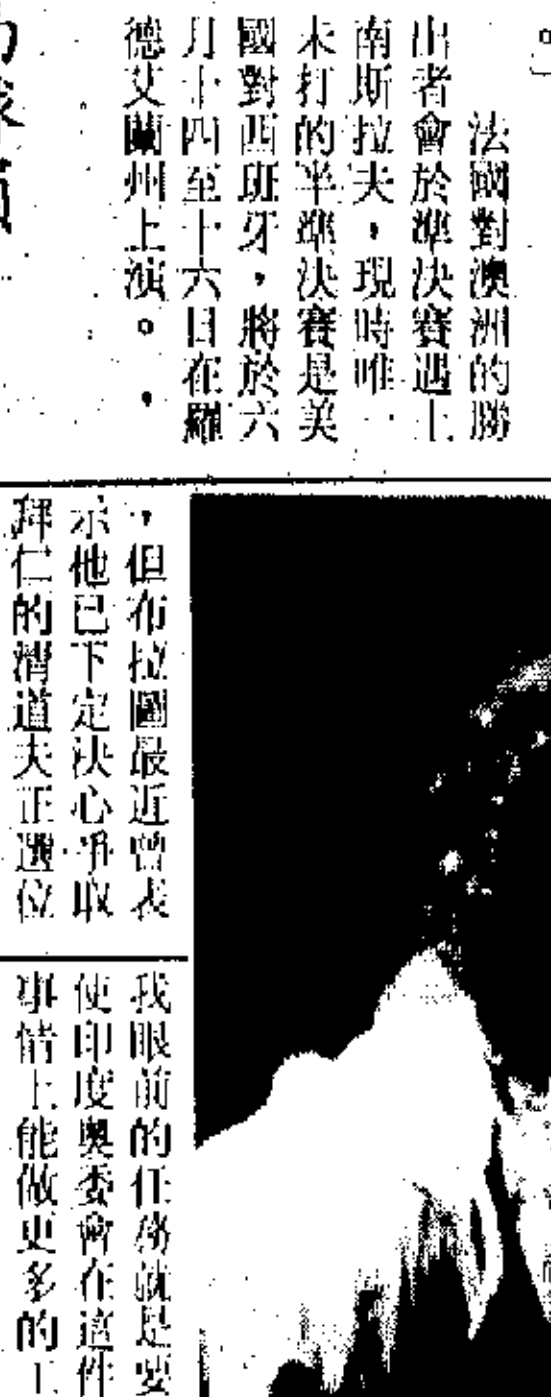 。」
法國對澳洲的勝
出者會於準決賽遇上
南斯拉夫，現時唯一
未打的半準決賽是美
國對西班牙，將於六
月十四至十六日在羅
德艾蘭州上演。
，但布拉圖最近曾表
示他已下定決心爭取
拜仁的清道夫正選位
我眼前的任務就是要
使印度奧委會在這件
事情上能做更多的工